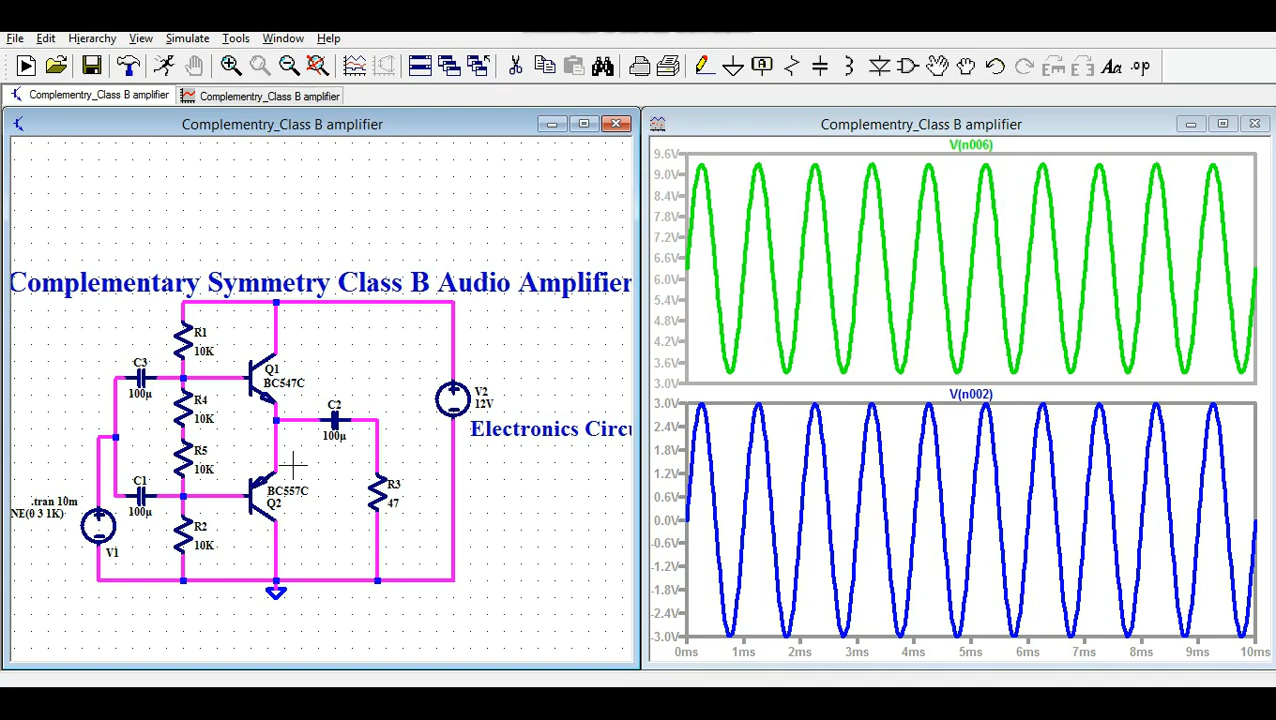 File Edit Hierarchy View Simulate Tools Window Help
Aa .op
Complementry_Class B amplifier
Complementry_Class B amplifier
Complementry_Class B amplifier
Complementary Symmetry Class B Audio Amplifier
R1
10K
C3
100µ
Q1
BC547C
R4
10K
C2
100µ
V2
12V
Electronics Circu
R5
10K
C1
100µ
BC557C
Q2
R3
47
.tran 10m
NE(0 3 1K)
V1
R2
10K
Complementry_Class B amplifier
V(n006)
9.6V
9.0V
8.4V
7.8V
7.2V
6.6V
6.0V
5.4V
4.8V
4.2V
3.6V
3.0V
V(n002)
3.0V
2.4V
1.8V
1.2V
0.6V
0.0V
-0.6V
-1.2V
-1.8V
-2.4V
-3.0V
0ms 1ms 2ms 3ms 4ms 5ms 6ms 7ms 8ms 9ms 10ms